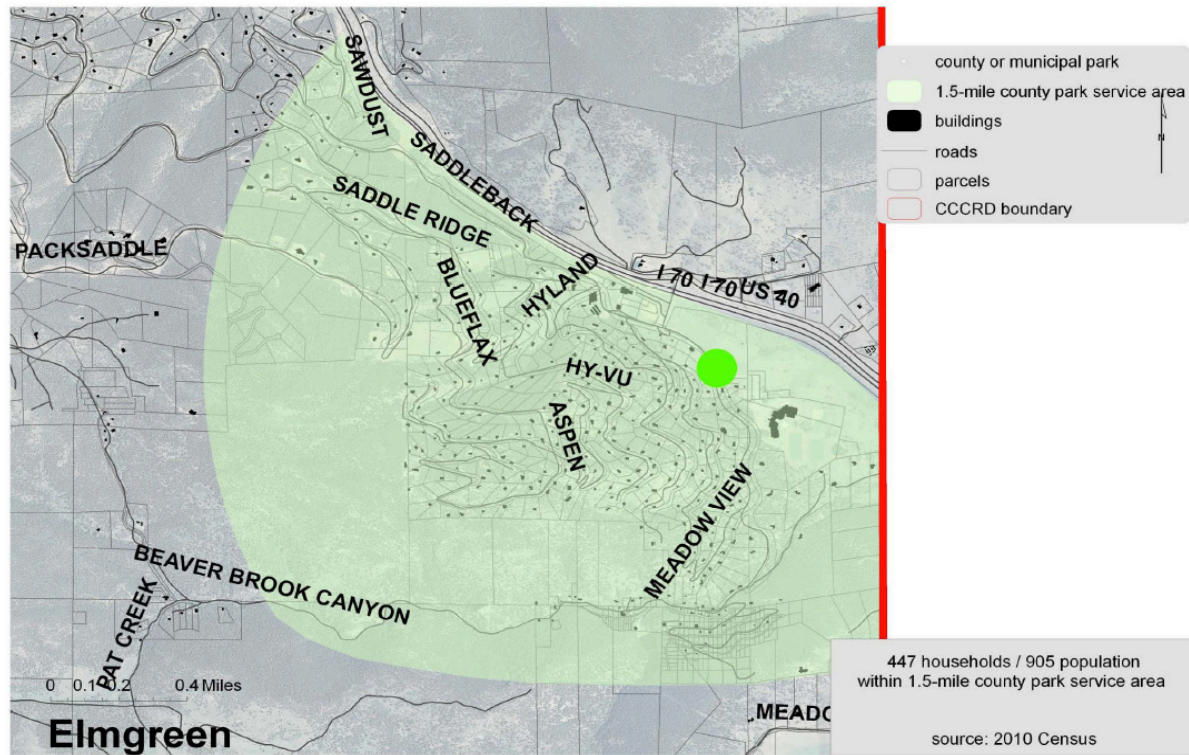 SAWDUST
SADDLEBACK
SADDLE RIDGE
PACKSADDLE
BLUEFLAX
HYLAND
I 70 I 70 US 40
HY-VU
ASPEN
MEADOW VIEW
BEAVER BROOK CANYON
PAT CREEK
0 0.1 0.2 0.4 Miles
Elmgreen
MEADO
county or municipal park
1.5-mile county park service area
buildings
roads
parcels
CCCRD boundary
N
447 households / 905 population
within 1.5-mile county park service area
source: 2010 Census